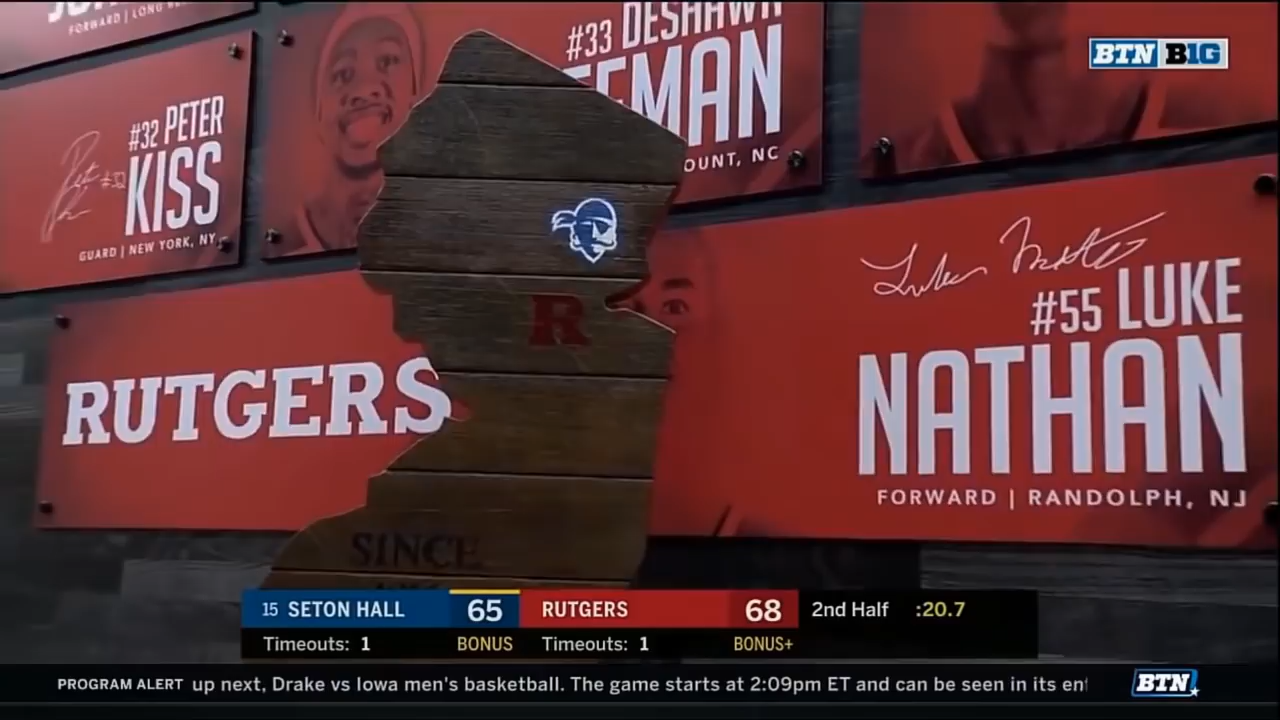 FORWARD | LONG
#33 DESHAWN
EEMAN
OUNT, NC
#32 PETER
KISS
GUARD | NEW YORK, NY
#55 LUKE
NATHAN
FORWARD | RANDOLPH, NJ
RUTGERS
R
SINCE
BTN B1G
15 SETON HALL 65 RUTGERS 68 2nd Half :20.7
Timeouts: 1 BONUS Timeouts: 1 BONUS+
PROGRAM ALERT up next, Drake vs Iowa men's basketball. The game starts at 2:09pm ET and can be seen in its ent
BTN